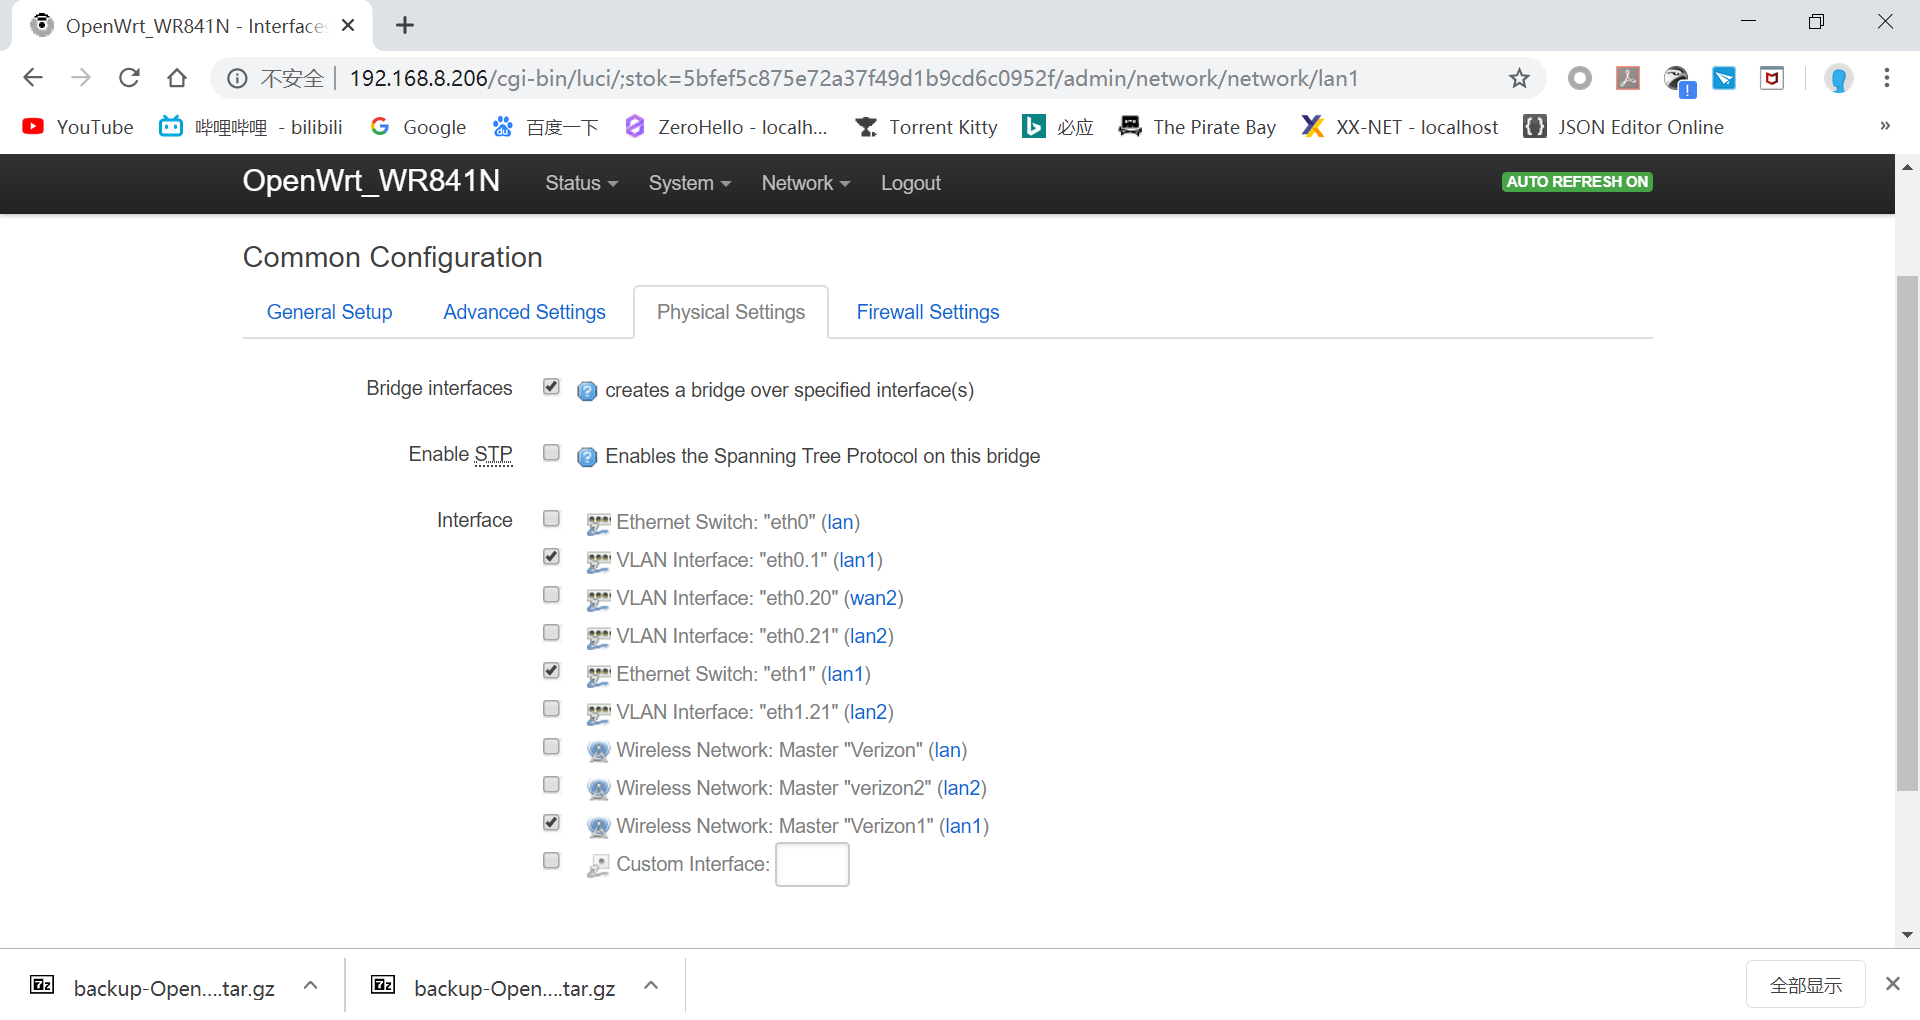 OpenWrt_WR841N - Interfaces
不安全 | 192.168.8.206/cgi-bin/luci/;stok=5bfef5c875e72a37f49d1b9cd6c0952f/admin/network/network/lan1
YouTube 哔哩哔哩 - bilibili Google 百度一下 ZeroHello - localh... Torrent Kitty 必应 The Pirate Bay XX-NET - localhost JSON Editor Online »
OpenWrt_WR841N Status System Network Logout AUTO REFRESH ON
Common Configuration
General Setup Advanced Settings Physical Settings Firewall Settings
Bridge interfaces creates a bridge over specified interface(s)
Enable STP Enables the Spanning Tree Protocol on this bridge
Interface Ethernet Switch: "eth0" (lan)
VLAN Interface: "eth0.1" (lan1)
VLAN Interface: "eth0.20" (wan2)
VLAN Interface: "eth0.21" (lan2)
Ethernet Switch: "eth1" (lan1)
VLAN Interface: "eth1.21" (lan2)
Wireless Network: Master "Verizon" (lan)
Wireless Network: Master "verizon2" (lan2)
Wireless Network: Master "Verizon1" (lan1)
Custom Interface:
backup-Open....tar.gz backup-Open....tar.gz 全部显示